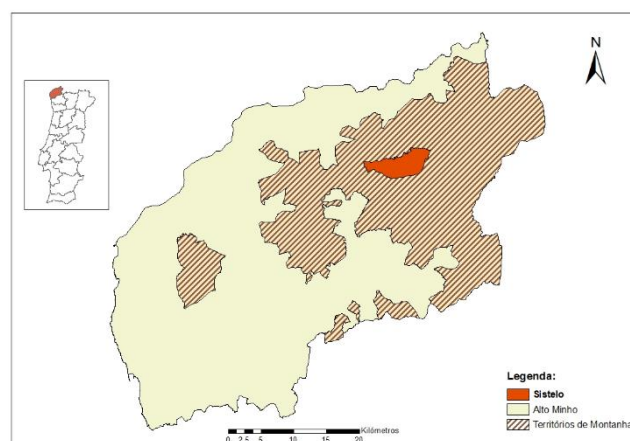 N
Legenda:
Sistelo
Alto Minho
Territórios de Montanha
Kilómetros
0 2,5 5 10 15 20